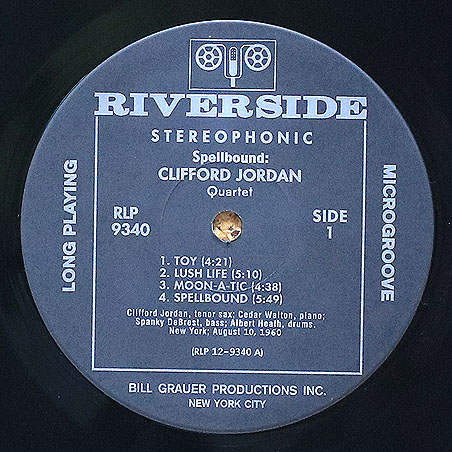 RIVERSIDE
STEREOPHONIC
Spellbound:
CLIFFORD JORDAN
Quartet
LONG PLAYING
MICROGROOVE
RLP
9340
SIDE
1
1. TOY (4:21)
2. LUSH LIFE (5:10)
3. MOON-A-TIC (4:38)
4. SPELLBOUND (5:49)
Clifford Jordan, tenor sax; Cedar Walton, piano;
Spanky DeBrest, bass; Albert Heath, drums.
New York; August 10, 1960
(RLP 12-9340 A)
BILL GRAUER PRODUCTIONS INC.
NEW YORK CITY